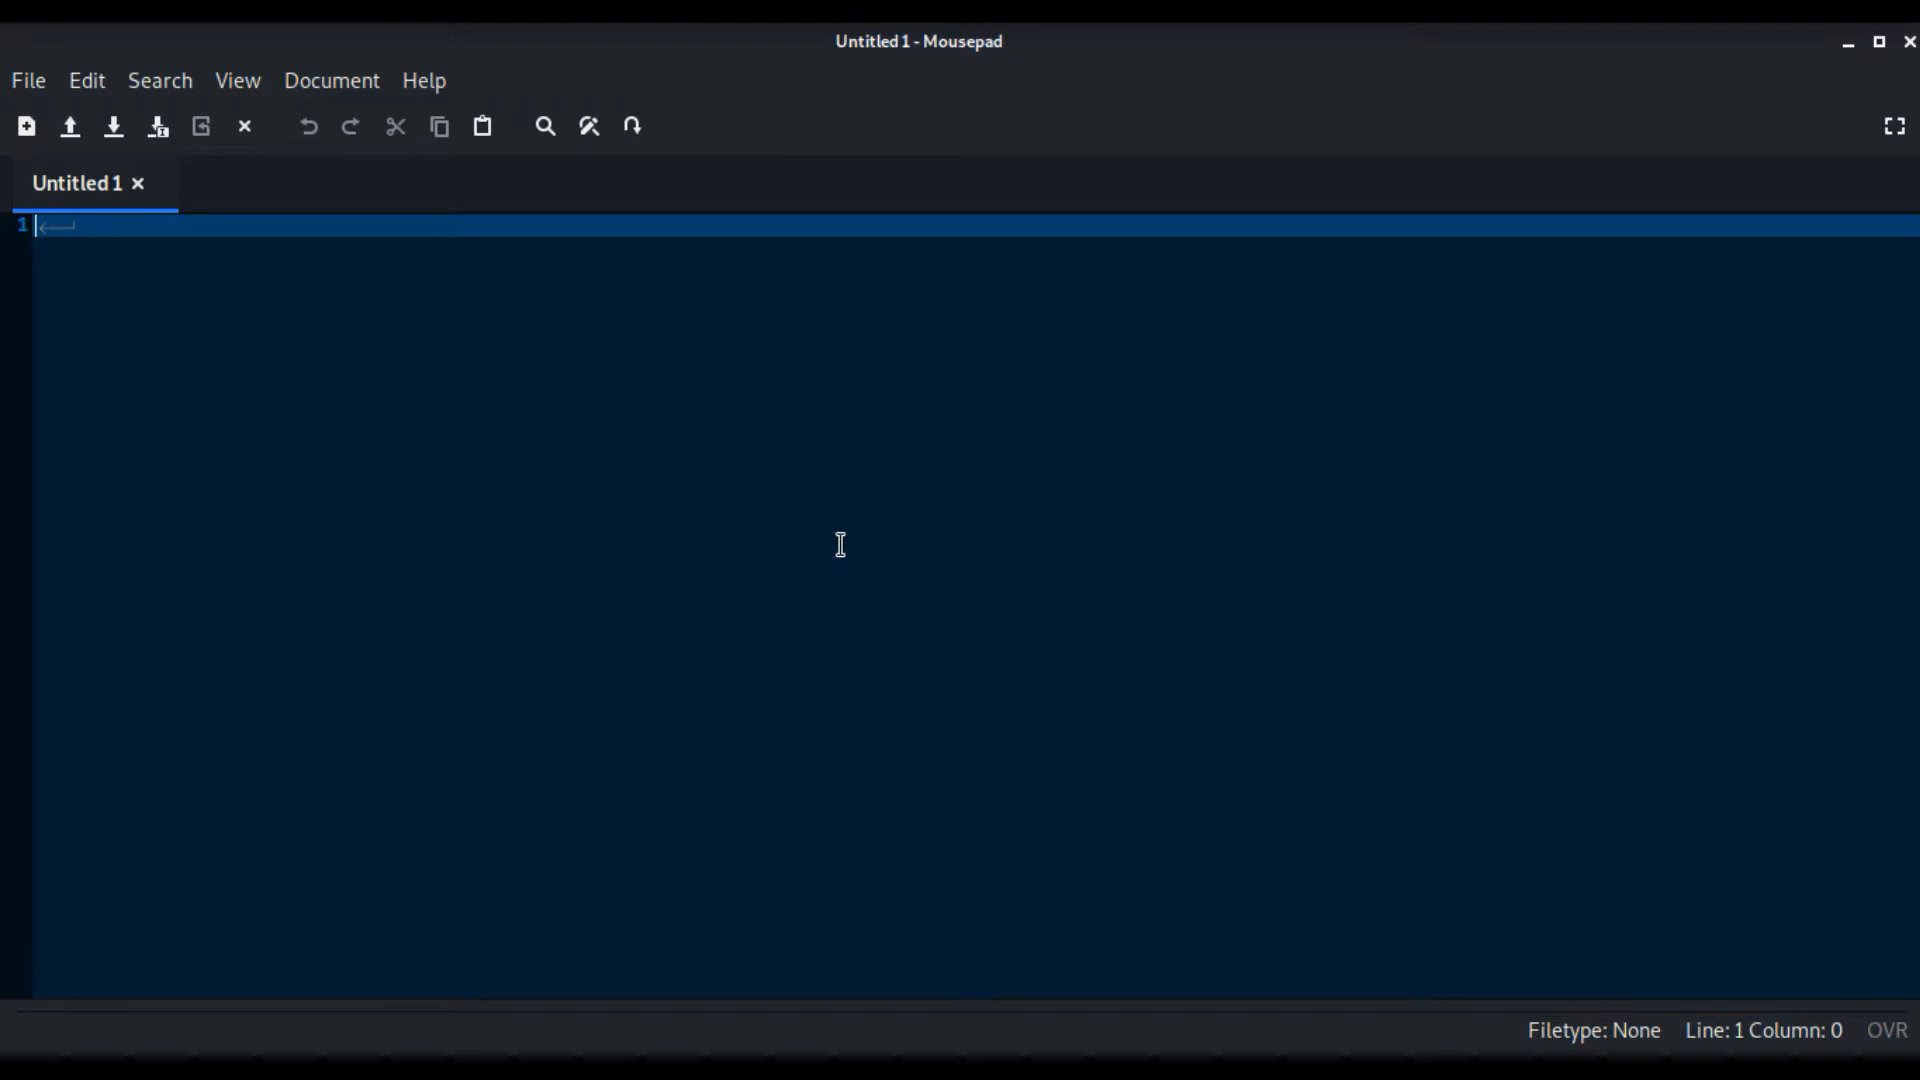 Untitled 1 - Mousepad
File Edit Search View Document Help
Untitled 1
1
Filetype: None Line: 1 Column: 0 OVR